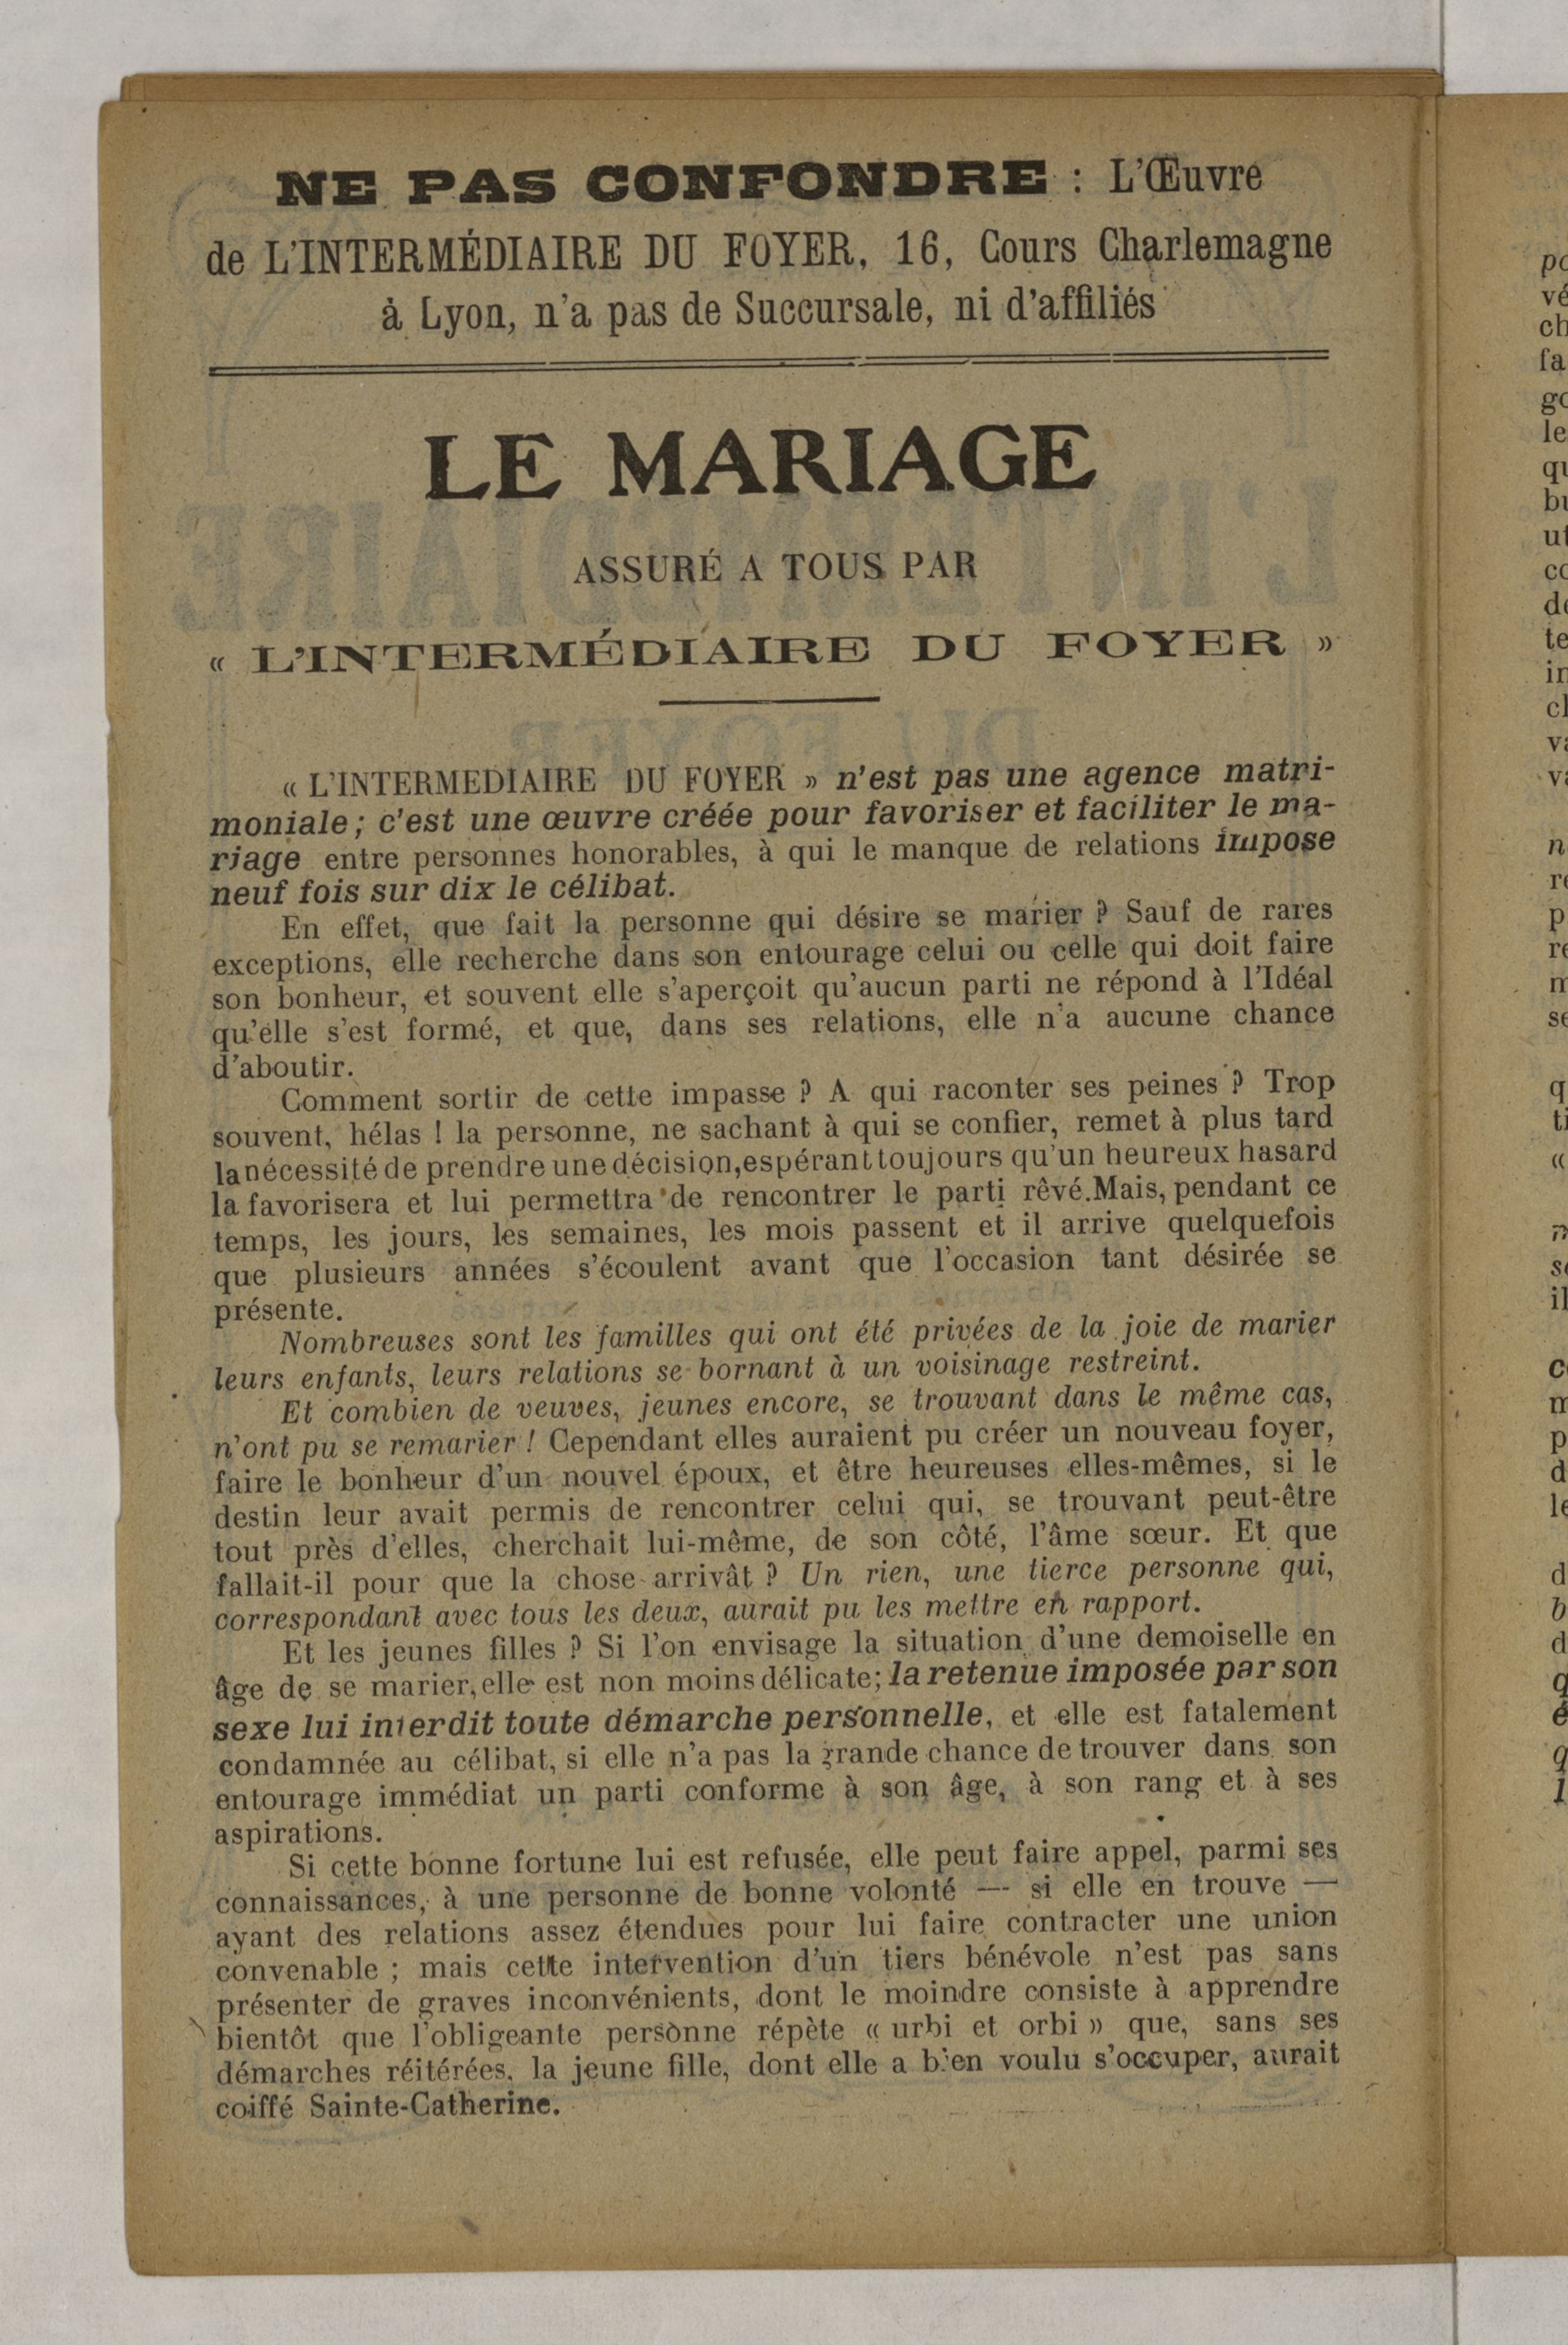 NE PAS CONFONDRE : L'Œuvre
de L'INTERMÉDIAIRE DU FOYER, 16, Cours Charlemagne
à Lyon, n'a pas de Succursale, ni d'affiliés
LE MARIAGE
ASSURÉ A TOUS PAR
« L'INTERMÉDIAIRE DU FOYER »
« L'INTERMEDIAIRE DU FOYER » n'est pas une agence matri-
moniale ; c'est une œuvre créée pour favoriser et faciliter le ma-
riage entre personnes honorables, à qui le manque de relations impose
neuf fois sur dix le célibat.
En effet, que fait la personne qui désire se marier ? Sauf de rares
exceptions, elle recherche dans son entourage celui ou celle qui doit faire
son bonheur, et souvent elle s'aperçoit qu'aucun parti ne répond à l'Idéal
qu'elle s'est formé, et que, dans ses relations, elle n'a aucune chance
d'aboutir.
Comment sortir de cette impasse ? A qui raconter ses peines ? Trop
souvent, hélas ! la personne, ne sachant à qui se confier, remet à plus tard
la nécessité de prendre une décision, espérant toujours qu'un heureux hasard
la favorisera et lui permettra de rencontrer le parti rêvé. Mais, pendant ce
temps, les jours, les semaines, les mois passent et il arrive quelquefois
que plusieurs années s'écoulent avant que l'occasion tant désirée se
présente.
Nombreuses sont les familles qui ont été privées de la joie de marier
leurs enfants, leurs relations se bornant à un voisinage restreint.
Et combien de veuves, jeunes encore, se trouvant dans le même cas,
n'ont pu se remarier ! Cependant elles auraient pu créer un nouveau foyer,
faire le bonheur d'un nouvel époux, et être heureuses elles-mêmes, si le
destin leur avait permis de rencontrer celui qui, se trouvant peut-être
tout près d'elles, cherchait lui-même, de son côté, l'âme sœur. Et que
fallait-il pour que la chose arrivât ? Un rien, une tierce personne qui,
correspondant avec tous les deux, aurait pu les mettre en rapport.
Et les jeunes filles ? Si l'on envisage la situation d'une demoiselle en
âge de se marier, elle est non moins délicate ; la retenue imposée par son
sexe lui interdit toute démarche personnelle, et elle est fatalement
condamnée au célibat, si elle n'a pas la grande chance de trouver dans son
entourage immédiat un parti conforme à son âge, à son rang et à ses
aspirations.
Si cette bonne fortune lui est refusée, elle peut faire appel, parmi ses
connaissances, à une personne de bonne volonté — si elle en trouve —
ayant des relations assez étendues pour lui faire contracter une union
convenable ; mais cette intervention d'un tiers bénévole n'est pas sans
présenter de graves inconvénients, dont le moindre consiste à apprendre
bientôt que l'obligeante personne répète « urbi et orbi » que, sans ses
démarches réitérées, la jeune fille, dont elle a bien voulu s'occuper, aurait
coiffé Sainte-Catherine.